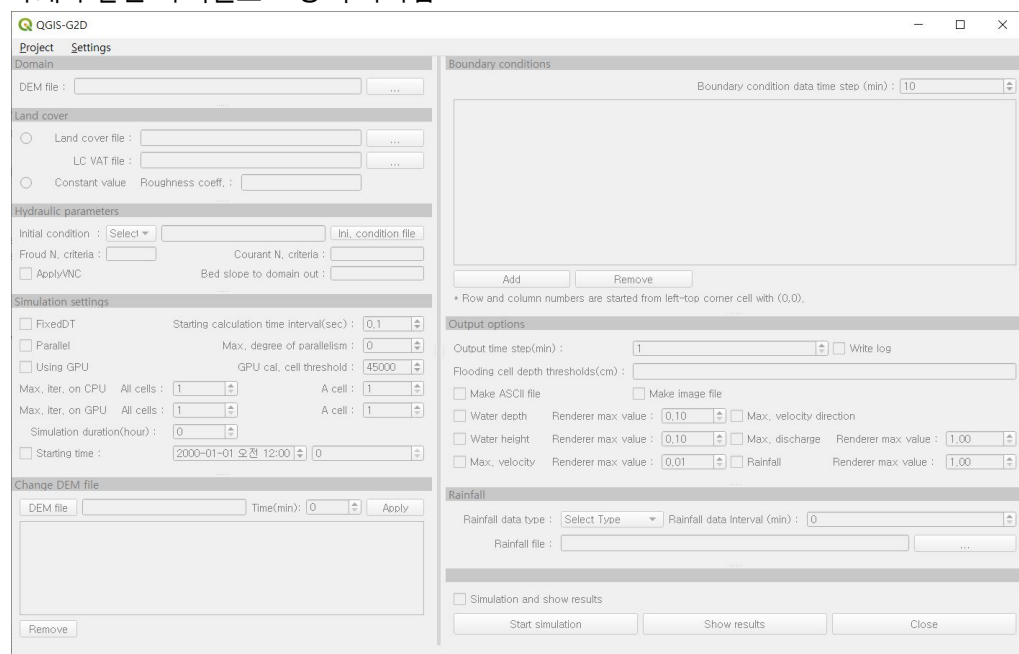 QGIS-G2D
Project Settings
Domain
DEM file : ...
Land cover
Land cover file : ...
LC VAT file : ...
Constant value Roughness coeff. :
Hydraulic parameters
Initial condition : Select Ini. condition file
Froud N. criteria : Courant N. criteria :
ApplyVNC Bed slope to domain out :
Simulation settings
FixedDT Starting calculation time interval(sec) : 0.1
Parallel Max. degree of parallelism : 0
Using GPU GPU cal. cell threshold : 45000
Max. iter. on CPU All cells : 1 A cell : 1
Max. iter. on GPU All cells : 1 A cell : 1
Simulation duration(hour) : 0
Starting time : 2000-01-01 오전 12:00 0
Change DEM file
DEM file Time(min): 0 Apply
Remove
Boundary conditions
Boundary condition data time step (min) : 10
Add Remove
* Row and column numbers are started from left-top corner cell with (0,0).
Output options
Output time step(min) : 1 Write log
Flooding cell depth thresholds(cm) :
Make ASCII file Make image file
Water depth Renderer max value : 0.10 Max. velocity direction
Water height Renderer max value : 0.10 Max. discharge Renderer max value : 1.00
Max. velocity Renderer max value : 0.01 Rainfall Renderer max value : 1.00
Rainfall
Rainfall data type : Select Type Rainfall data Interval (min) : 0
Rainfall file : ...
Simulation and show results
Start simulation Show results Close